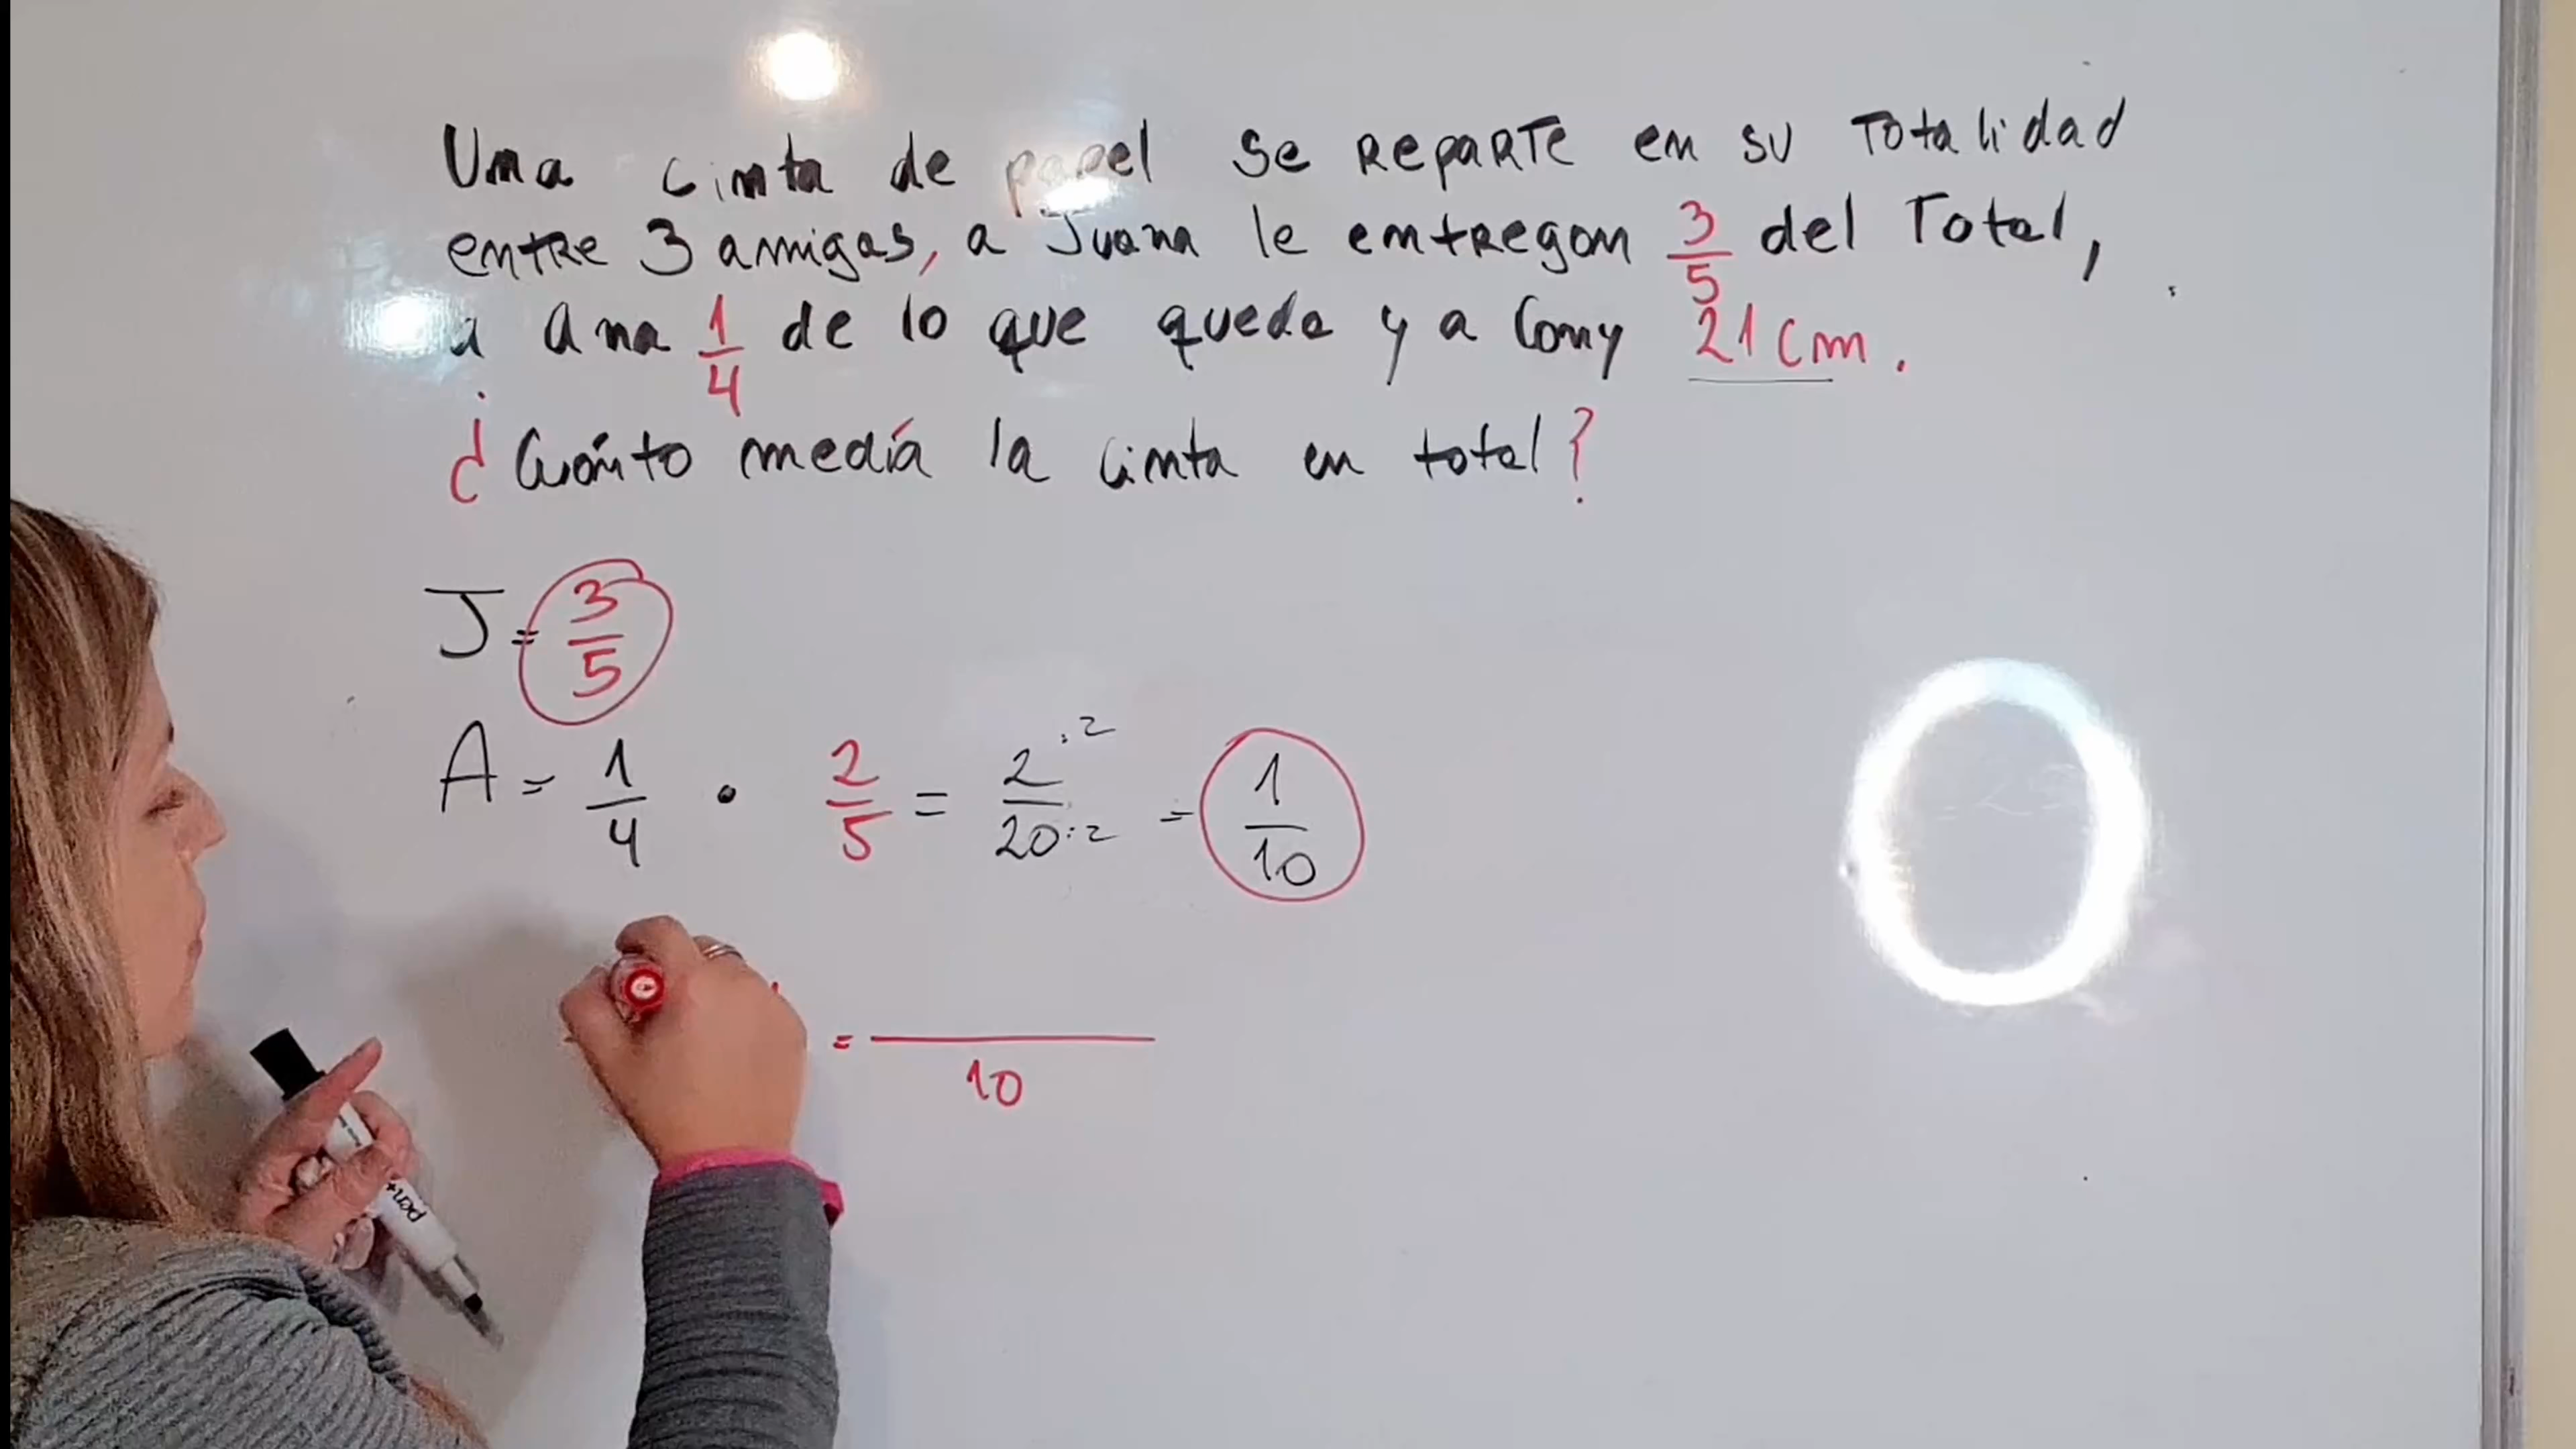 Una cinta de papel se REPARTE en su Totalidad
entre 3 amigas, a Juana le entregan 3/5 del Total,
a Ana 1/4 de lo que queda y a Cony 21 cm.
¿Cuánto medía la cinta en total?
J = 3/5
A = 1/4 · 2/5 = 2:2/20:2 = 1/10
= /10
pen+